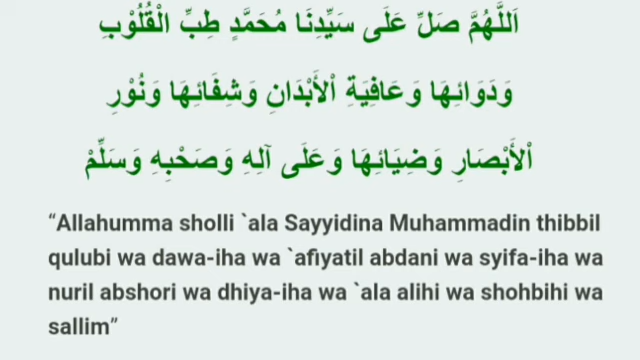 اَللَّهُمَّ صَلِّ عَلَى سَيِّدِنَا مُحَمَّدٍ طِبِّ الْقُلُوْبِ
وَدَوَائِهَا وَعَافِيَةِ اْلأَبْدَانِ وَشِفَائِهَا وَنُوْرِ
اْلأَبْصَارِ وَضِيَائِهَا وَعَلَى آلِهِ وَصَحْبِهِ وَسَلِّمْ
“Allahumma sholli `ala Sayyidina Muhammadin thibbil
qulubi wa dawa-iha wa `afiyatil abdani wa syifa-iha wa
nuril abshori wa dhiya-iha wa `ala alihi wa shohbihi wa
sallim”